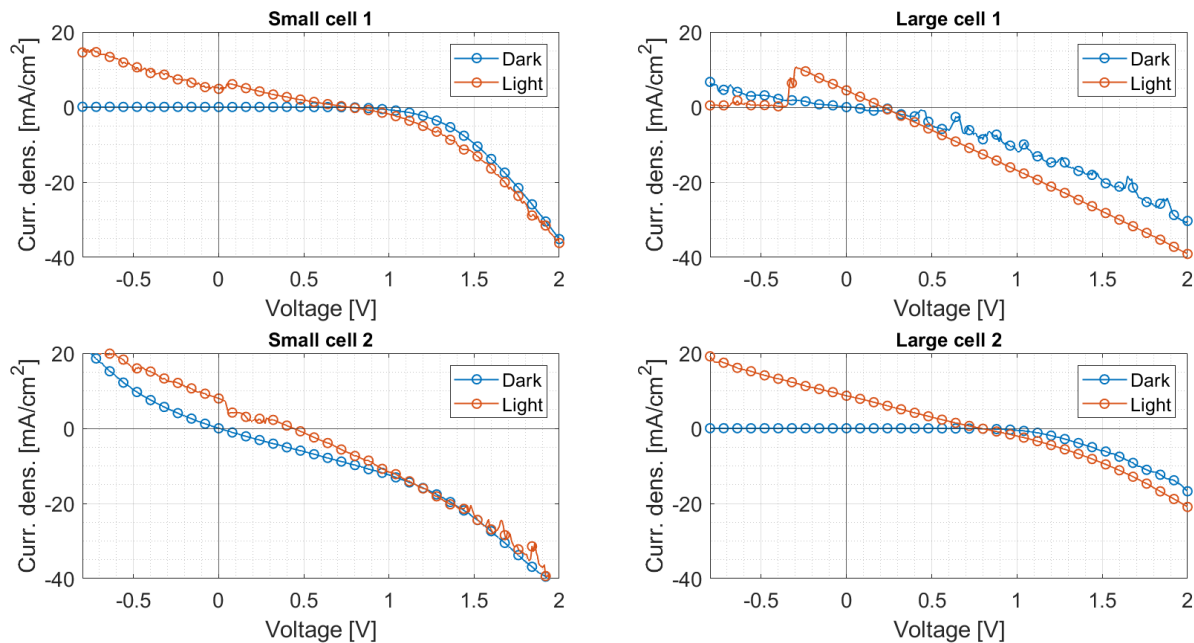 Small cell 1
20
0
-20
-40
Curr. dens. [mA/cm²]
-0.5 0 0.5 1 1.5 2
Voltage [V]
Dark
Light
Large cell 1
20
0
-20
-40
Curr. dens. [mA/cm²]
-0.5 0 0.5 1 1.5 2
Voltage [V]
Dark
Light
Small cell 2
20
0
-20
-40
Curr. dens. [mA/cm²]
-0.5 0 0.5 1 1.5 2
Voltage [V]
Dark
Light
Large cell 2
20
0
-20
-40
Curr. dens. [mA/cm²]
-0.5 0 0.5 1 1.5 2
Voltage [V]
Dark
Light